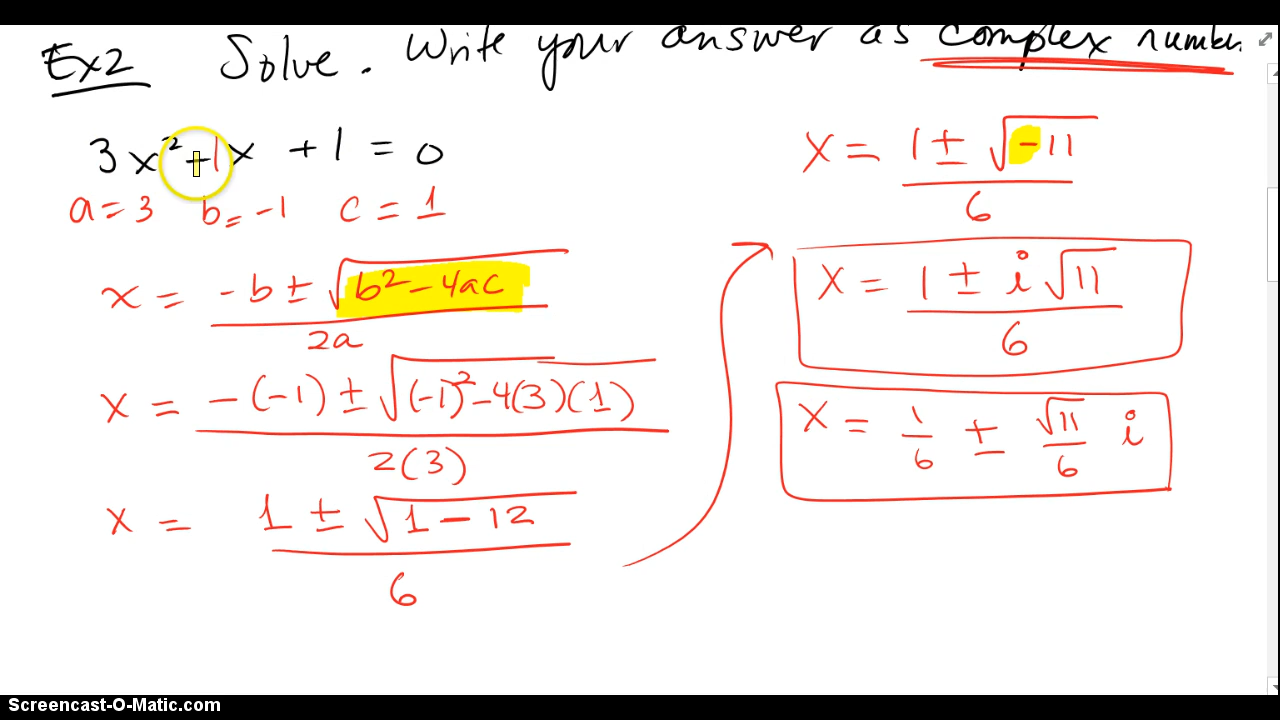 Ex2 Solve. Write your answer as complex number
3x² -1x + 1 = 0
a = 3 b = -1 c = 1
x = (-b ± √(b² - 4ac)) / 2a
x = (-(-1) ± √((-1)² - 4(3)(1))) / 2(3)
x = (1 ± √(1 - 12)) / 6
x = (1 ± √(-11)) / 6
x = (1 ± i√11) / 6
x = 1/6 ± √11/6 i
Screencast-O-Matic.com